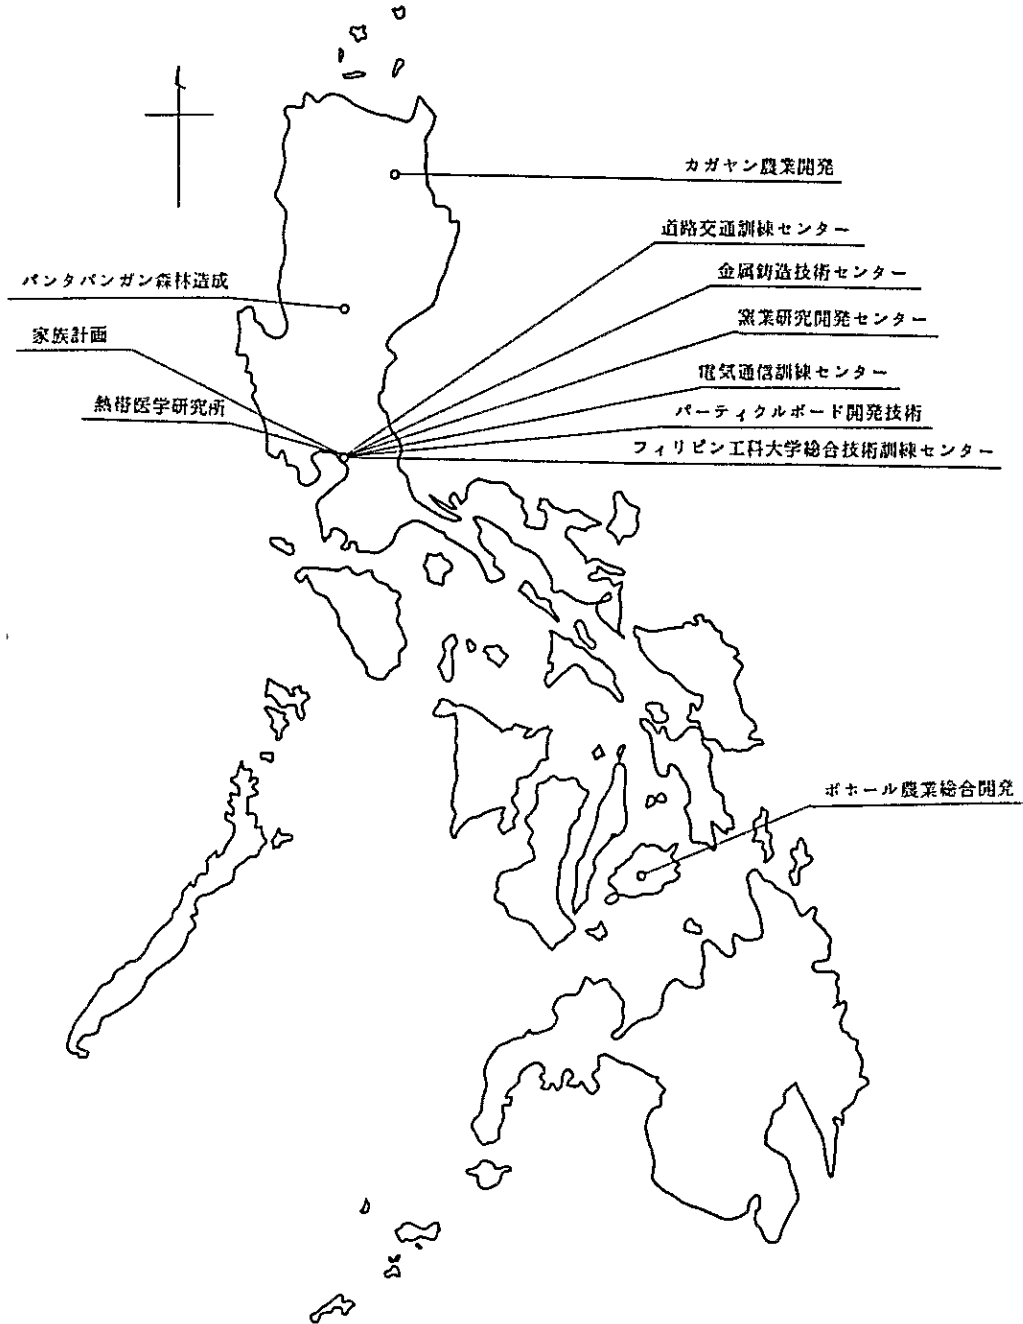 カガヤン農業開発
道路交通訓練センター
金属鋳造技術センター
窯業研究開発センター
電気通信訓練センター
パーティクルボード開発技術
フィリピン工科大学総合技術訓練センター
パンタバンガン森林造成
家族計画
熱帯医学研究所
ボホール農業総合開発